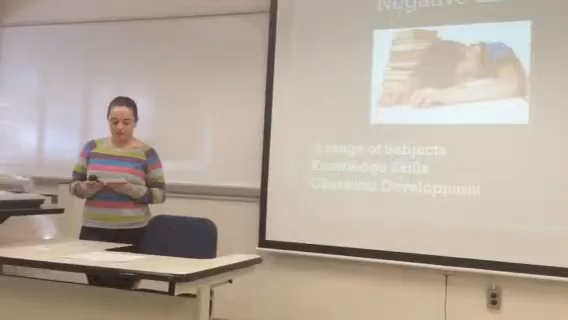 Negative
A range of Subjects
Knowledge Skills
Character Development